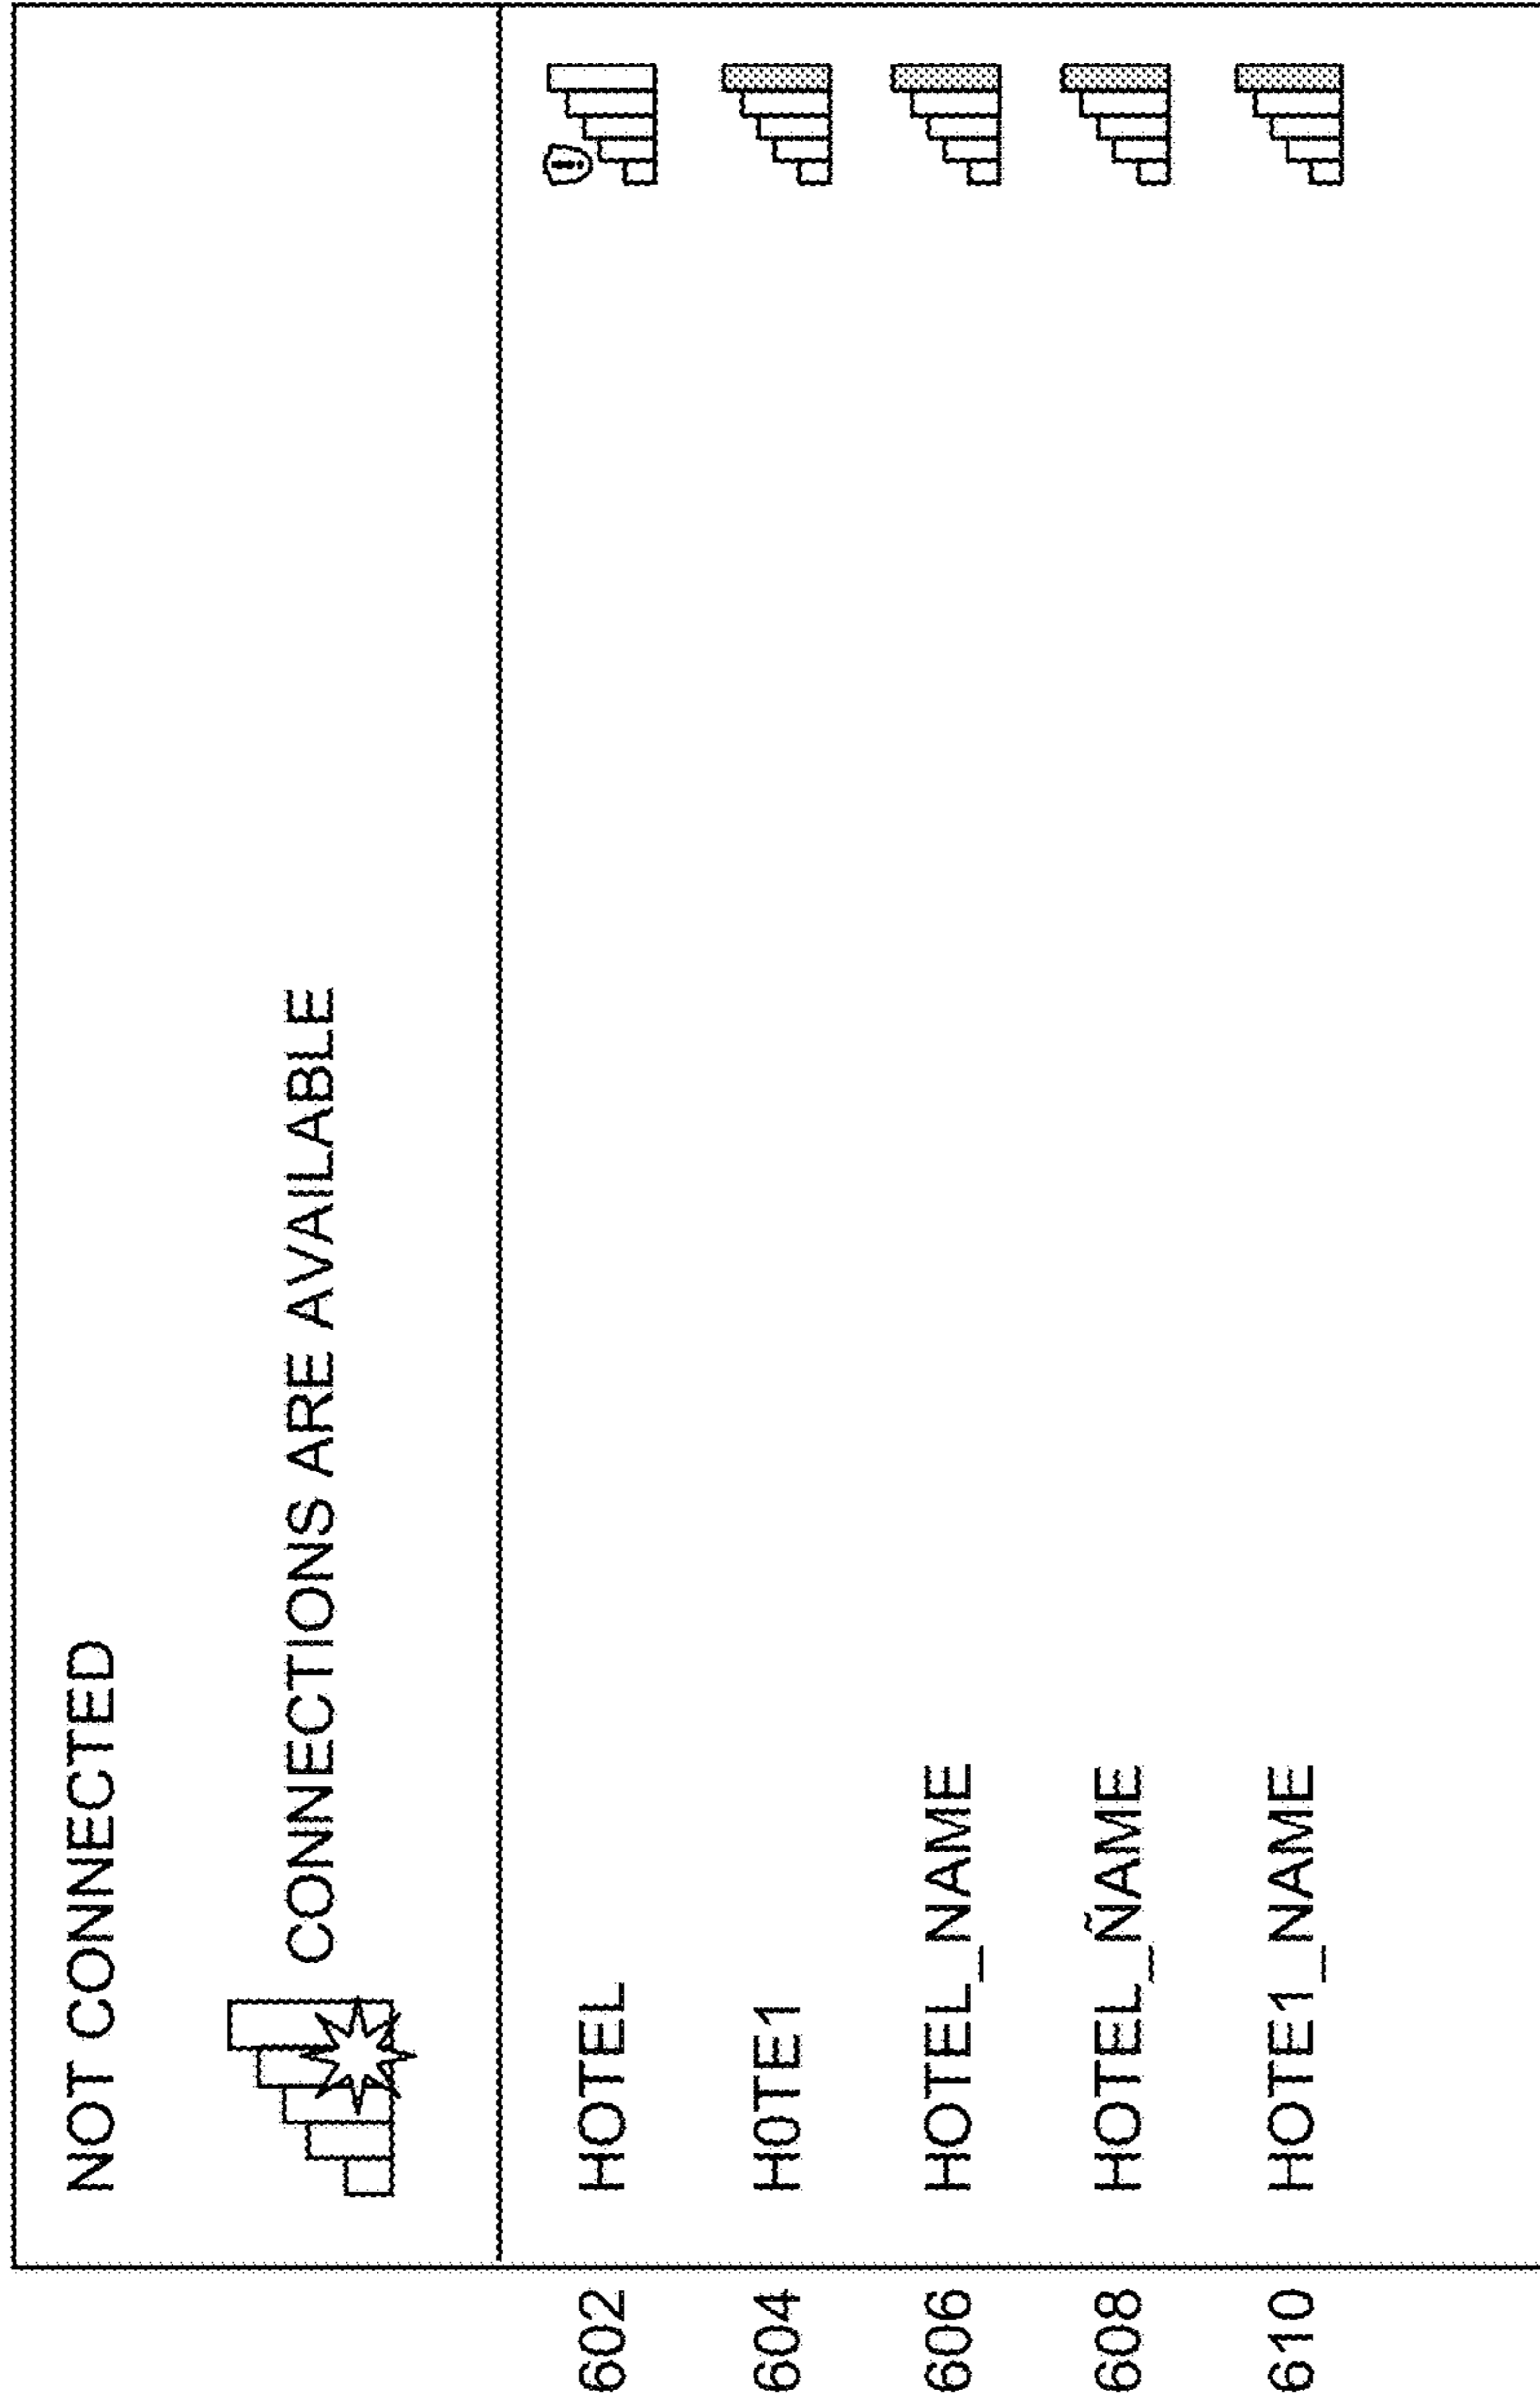 NOT CONNECTED
CONNECTIONS ARE AVAILABLE
602 HOTEL
604 H0TE1
606 HOTEL_NAME
608 HOTEL_ÑAME
610 HOTE1_NAME